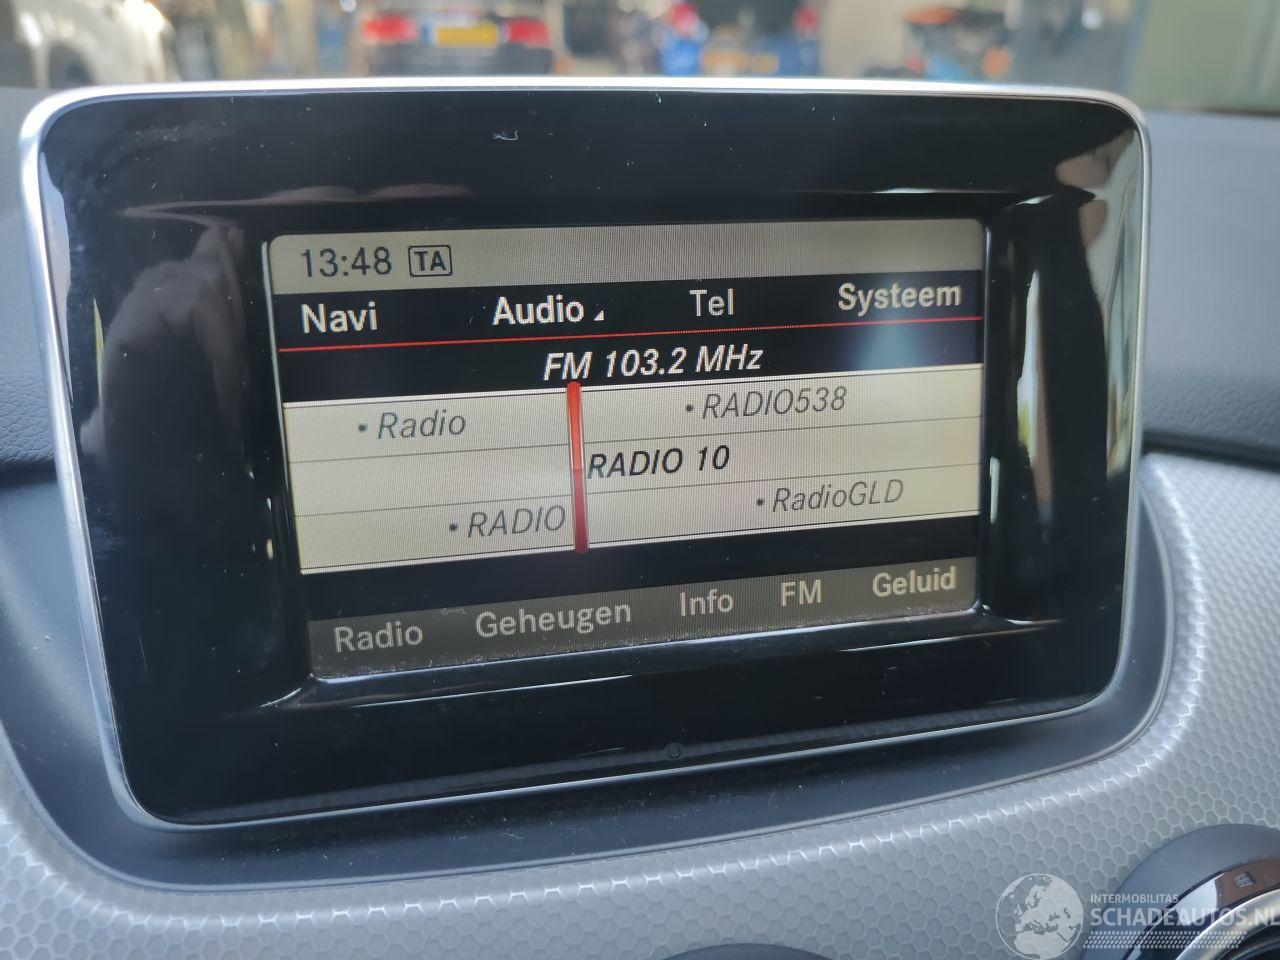 13:48 TA
Navi Audio Tel Systeem
FM 103.2 MHz
• Radio • RADIO538
RADIO 10
• RADIO • RadioGLD
Radio Geheugen Info FM Geluid
INTERMOBILITAS
SCHADEAUTOS.NL